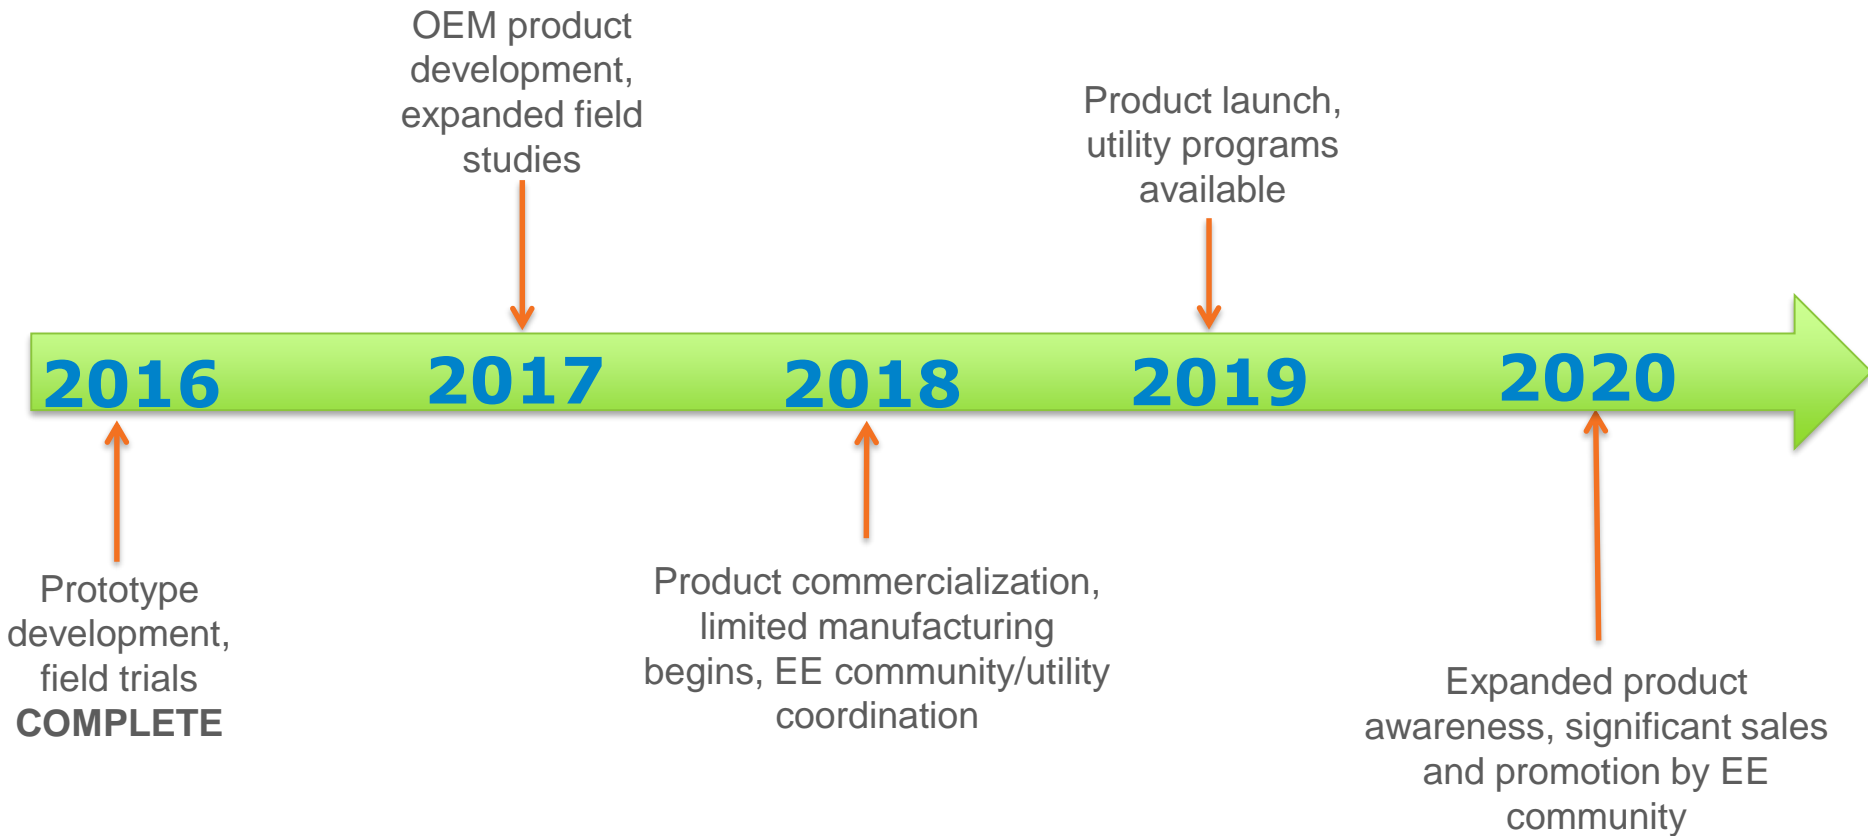 OEM product
development,
expanded field
studies
Product launch,
utility programs
available
2016
2017
2018
2019
2020
Prototype
development,
field trials
COMPLETE
Product commercialization,
limited manufacturing
begins, EE community/utility
coordination
Expanded product
awareness, significant sales
and promotion by EE
community